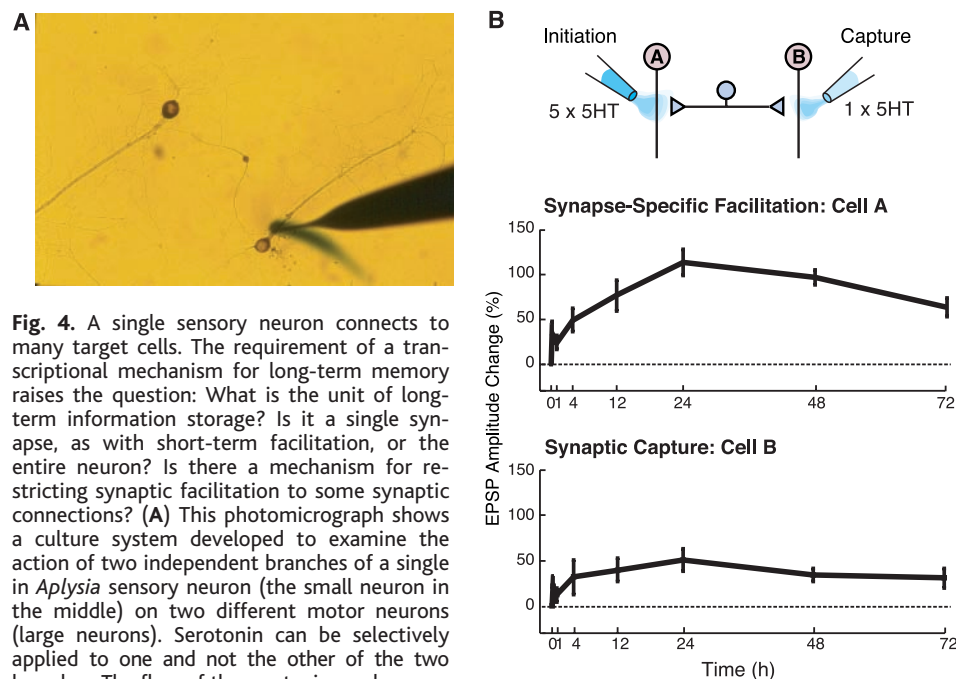 A
Fig. 4. A single sensory neuron connects to
many target cells. The requirement of a tran-
scriptional mechanism for long-term memory
raises the question: What is the unit of long-
term information storage? Is it a single syn-
apse, as with short-term facilitation, or the
entire neuron? Is there a mechanism for re-
stricting synaptic facilitation to some synaptic
connections? (A) This photomicrograph shows
a culture system developed to examine the
action of two independent branches of a single
in Aplysia sensory neuron (the small neuron in
the middle) on two different motor neurons
(large neurons). Serotonin can be selectively
applied to one and not the other of the two
B
Initiation
Capture
A
B
5 x 5HT
1 x 5HT
Synapse-Specific Facilitation: Cell A
150
100
50
0
01 4 12 24 48 72
EPSP Amplitude Change (%)
Synaptic Capture: Cell B
150
100
50
0
01 4 12 24 48 72
Time (h)